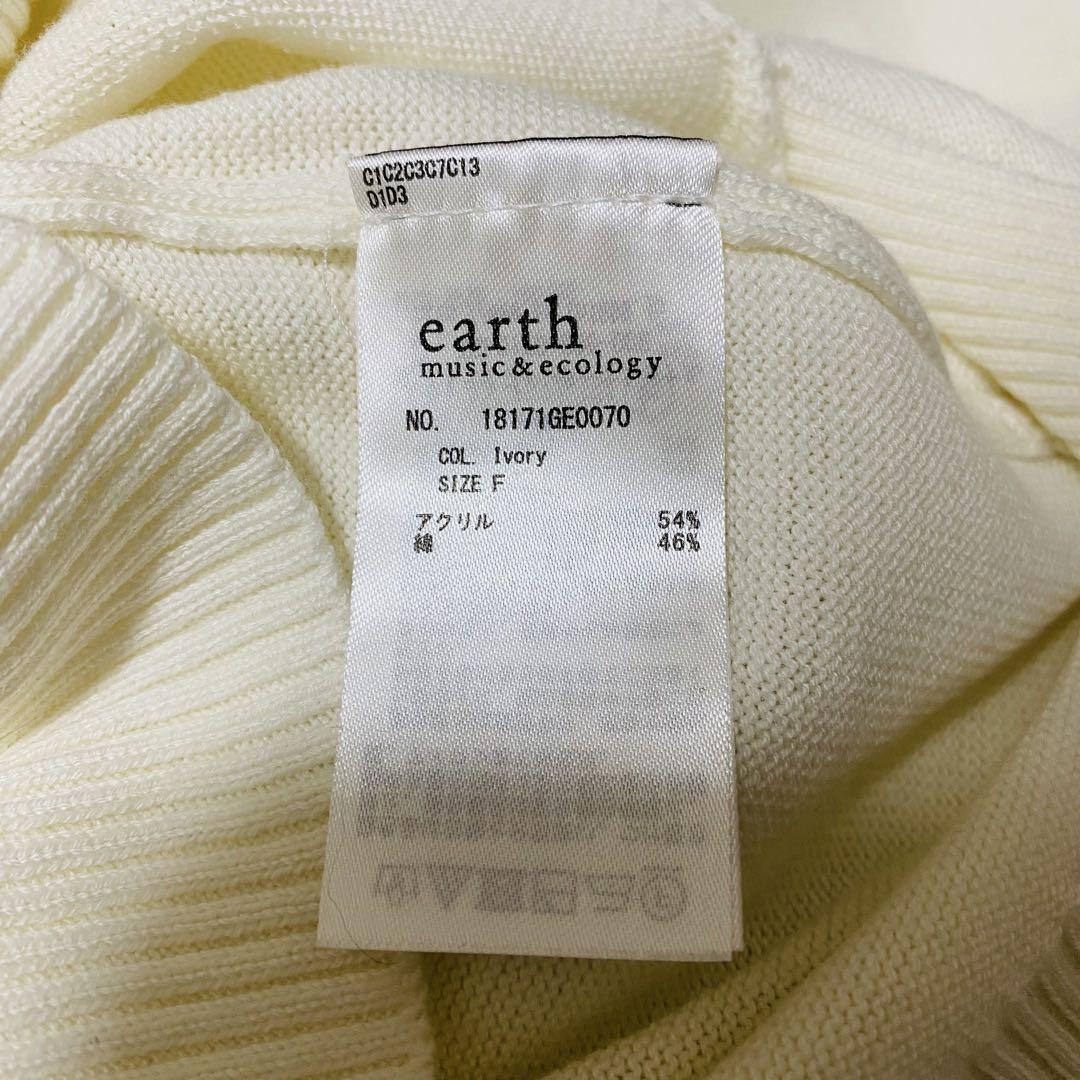 C1C2C3C7C13
D1D3
earth
music&ecology
NO. 18171GE0070
COL. Ivory
SIZE F
アクリル 54%
綿 46%